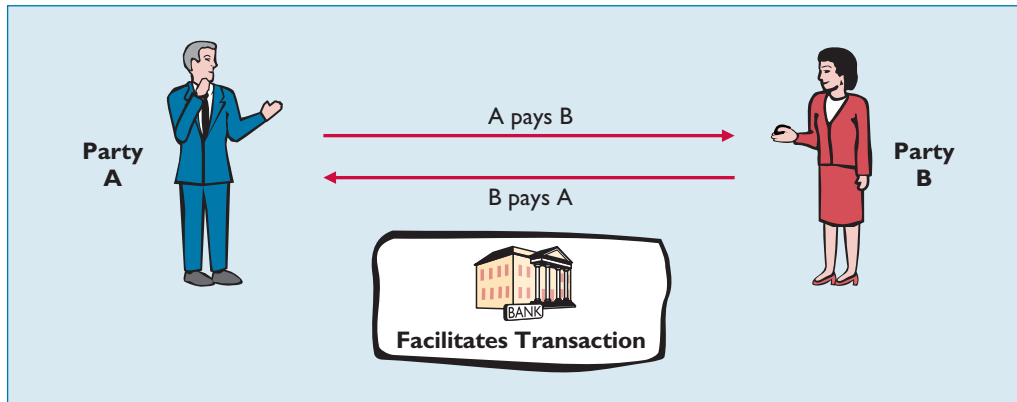 A pays B
Party
A
Party
B
B pays A
BANK
Facilitates Transaction